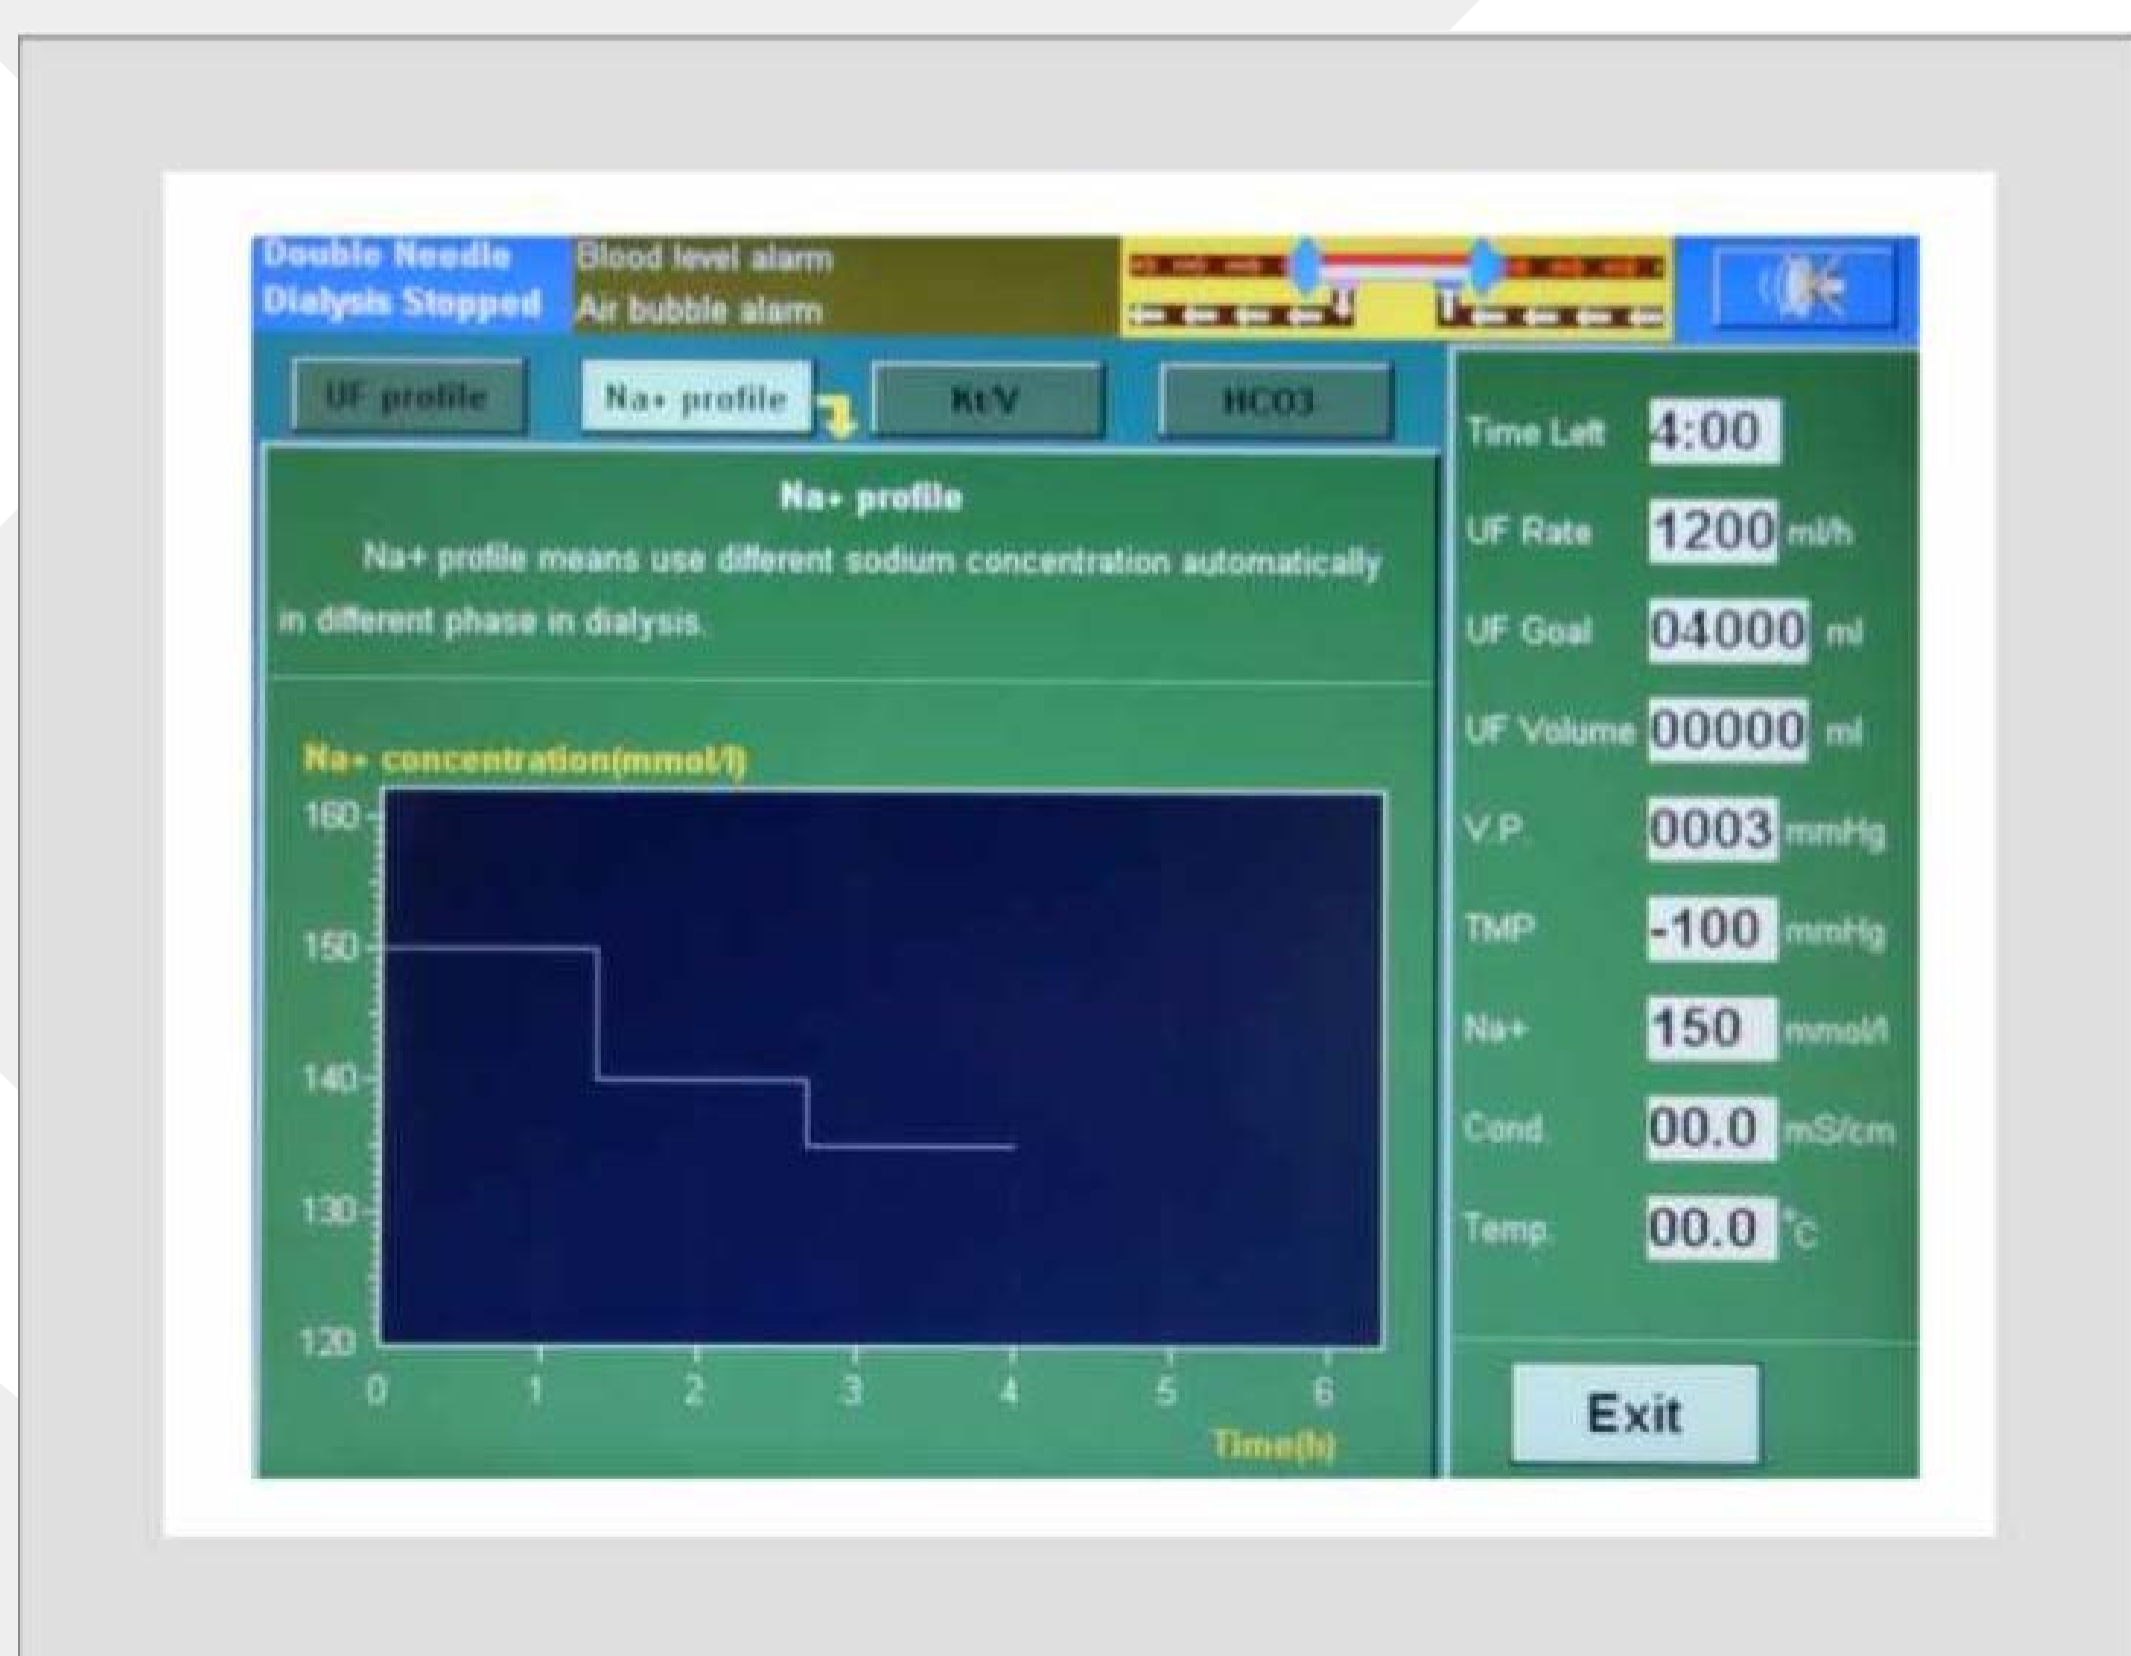 Double Needle
Dialysis Stopped
Blood level alarm
Air bubble alarm
UF profile
Na+ profile
Kt/V
HCO3
Na+ profile
Na+ profile means use different sodium concentration automatically
in different phase in dialysis.
Na+ concentration(mmol/l)
160
150
140
130
120
0 1 2 3 4 5 6
Time(h)
Time Left 4:00
UF Rate 1200 ml/h
UF Goal 04000 ml
UF Volume 00000 ml
V.P. 0003 mmHg
TMP -100 mmHg
Na+ 150 mmol/l
Cond. 00.0 mS/cm
Temp. 00.0 °C
Exit